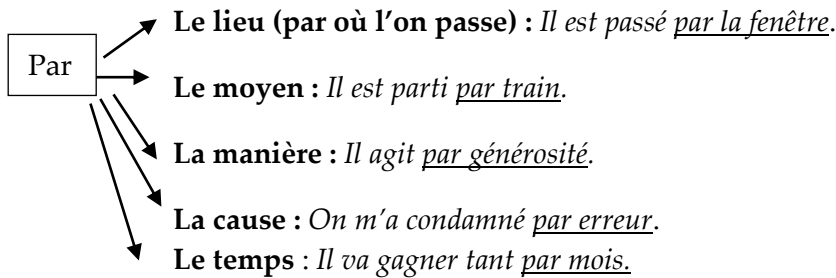 Par
Le lieu (par où l’on passe) : Il est passé par la fenêtre.
Le moyen : Il est parti par train.
La manière : Il agit par générosité.
La cause : On m’a condamné par erreur.
Le temps : Il va gagner tant par mois.